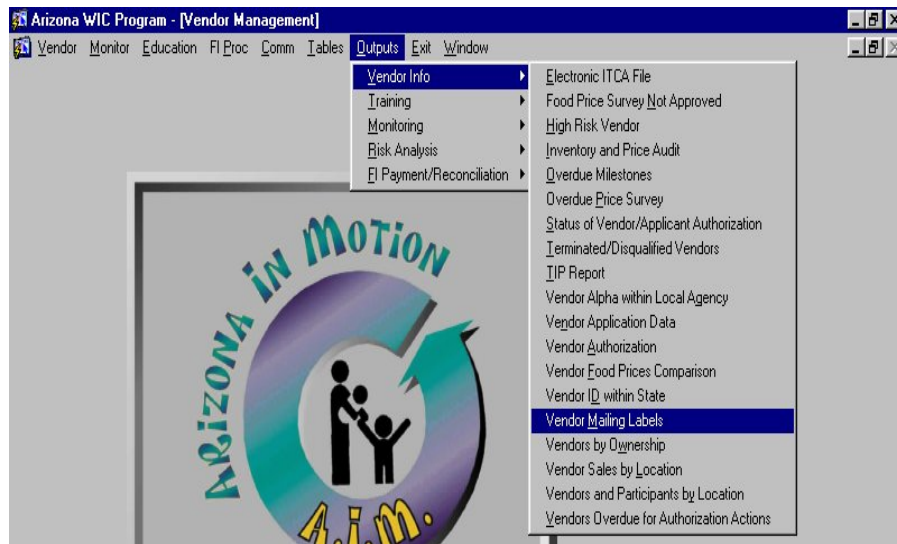 Arizona WIC Program - [Vendor Management]
Vendor Monitor Education FI Proc Comm Tables Outputs Exit Window
Vendor Info
Training
Monitoring
Risk Analysis
FI Payment/Reconciliation
Electronic ITCA File
Food Price Survey Not Approved
High Risk Vendor
Inventory and Price Audit
Overdue Milestones
Overdue Price Survey
Status of Vendor/Applicant Authorization
Terminated/Disqualified Vendors
TIP Report
Vendor Alpha within Local Agency
Vendor Application Data
Vendor Authorization
Vendor Food Prices Comparison
Vendor ID within State
Vendor Mailing Labels
Vendors by Ownership
Vendor Sales by Location
Vendors and Participants by Location
Vendors Overdue for Authorization Actions
ARIZONA IN MOTION
A.I.M.